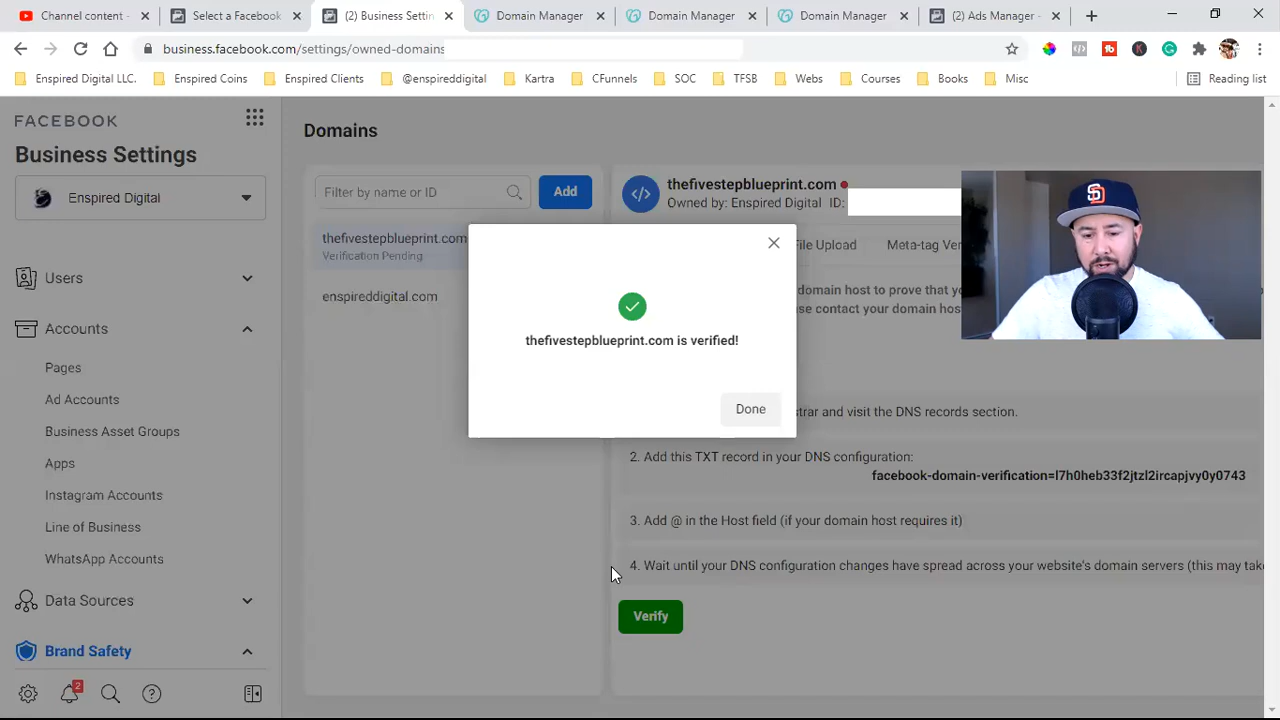 Channel content -
Select a Facebook
(2) Business Settin
Domain Manager
Domain Manager
Domain Manager
(2) Ads Manager -
business.facebook.com/settings/owned-domains
Enspired Digital LLC.
Enspired Coins
Enspired Clients
@enspireddigital
Kartra
CFunnels
SOC
TFSB
Webs
Courses
Books
Misc
Reading list
FACEBOOK
Business Settings
Enspired Digital
Users
Accounts
Pages
Ad Accounts
Business Asset Groups
Apps
Instagram Accounts
Line of Business
WhatsApp Accounts
Data Sources
Brand Safety
2
Domains
Filter by name or ID
Add
thefivestepblueprint.com
Verification Pending
enspireddigital.com
thefivestepblueprint.com
Owned by: Enspired Digital ID:
File Upload
Meta-tag Ver
domain host to prove that yo
se contact your domain host
thefivestepblueprint.com is verified!
Done
trar and visit the DNS records section.
2. Add this TXT record in your DNS configuration:
facebook-domain-verification=l7h0heb33f2jtzl2ircapjvy0y0743
3. Add @ in the Host field (if your domain host requires it)
4. Wait until your DNS configuration changes have spread across your website's domain servers (this may take
Verify